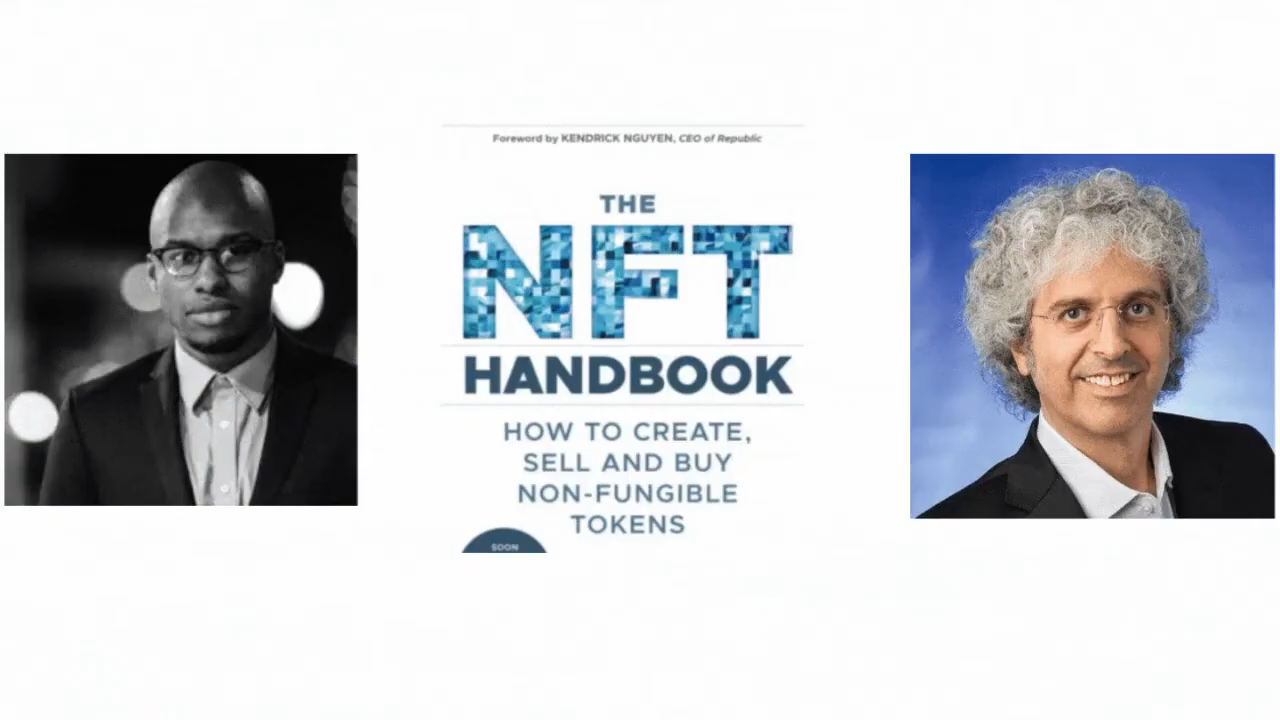 Foreword by KENDRICK NGUYEN, CEO of Republic
THE
NFT
HANDBOOK
HOW TO CREATE,
SELL AND BUY
NON-FUNGIBLE
TOKENS
SOON